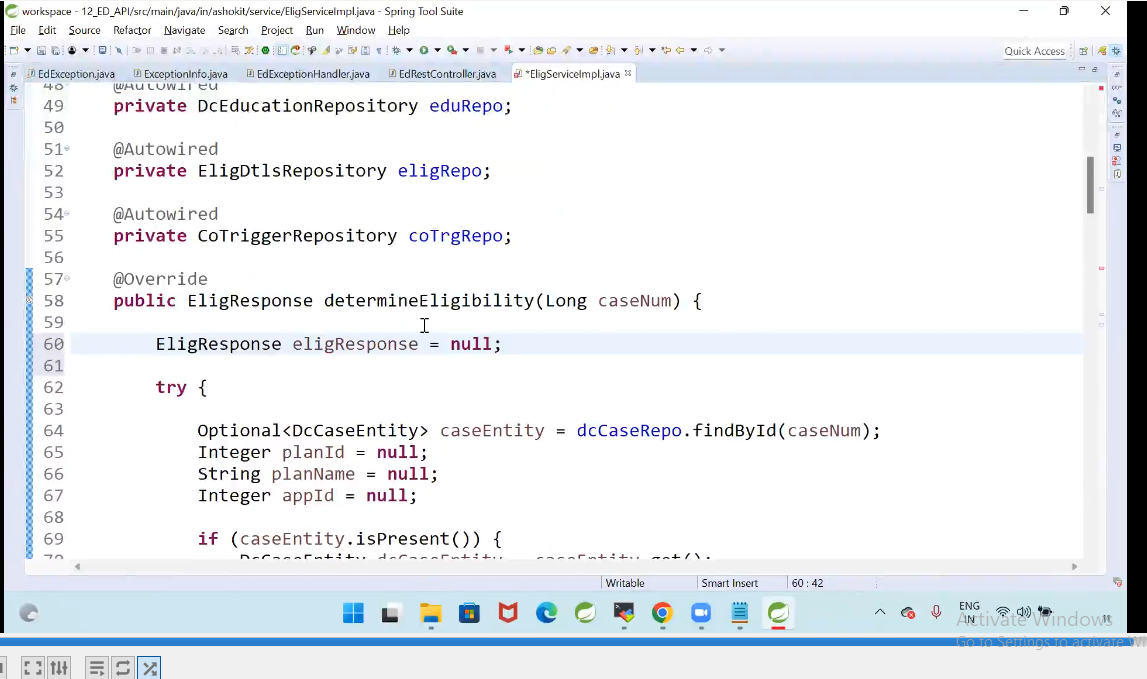 workspace - 12_ED_API/src/main/java/in/ashokit/service/EligServiceImpl.java - Spring Tool Suite
File Edit Source Refactor Navigate Search Project Run Window Help
Quick Access
EdException.java ExceptionInfo.java EdExceptionHandler.java EdRestController.java *EligServiceImpl.java
48 @Autowired
49 private DcEducationRepository eduRepo;
50
51 @Autowired
52 private EligDtlsRepository eligRepo;
53
54 @Autowired
55 private CoTriggerRepository coTrgRepo;
56
57 @Override
58 public EligResponse determineEligibility(Long caseNum) {
59
60 EligResponse eligResponse = null;
61
62 try {
63
64 Optional<DcCaseEntity> caseEntity = dcCaseRepo.findById(caseNum);
65 Integer planId = null;
66 String planName = null;
67 Integer appId = null;
68
69 if (caseEntity.isPresent()) {
70 DcCaseEntity dcCaseEntity = caseEntity.get();
Writable Smart Insert 60 : 42
ENG
IN
Activate Windows
Go to Settings to activate